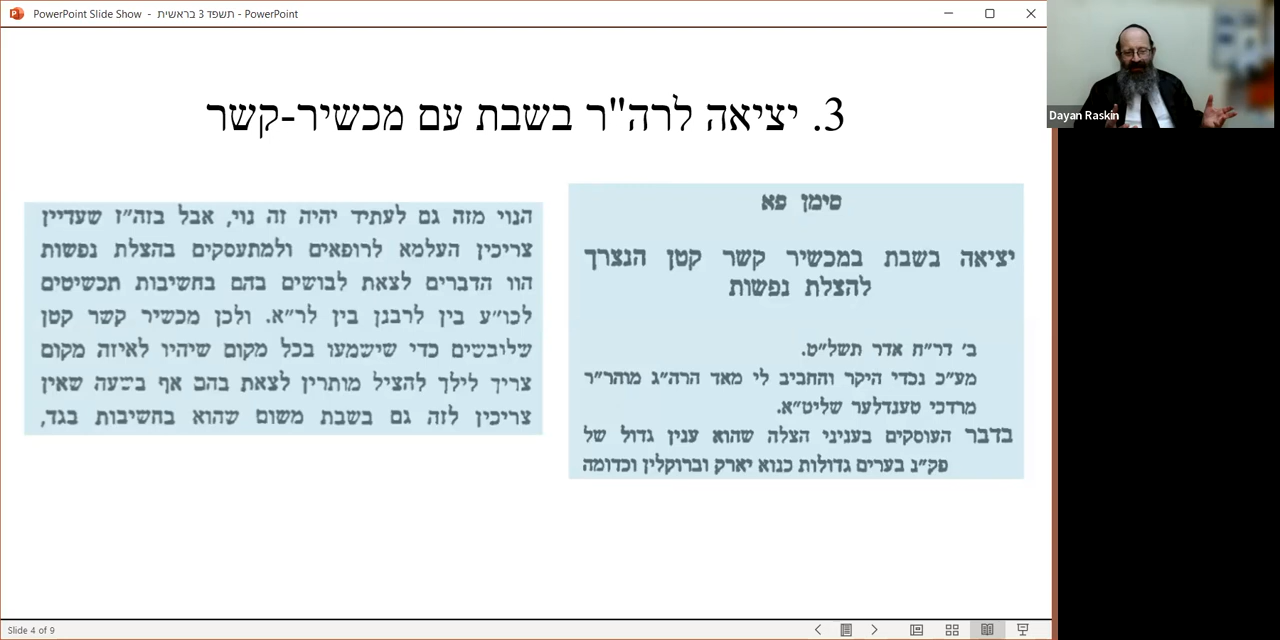 PowerPoint Slide Show - תשפד 3 בראשית - PowerPoint
Dayan Raskin
3. יציאה לרה"ר בשבת עם מכשיר-קשר
סימן פא
יציאה בשבת במכשיר קשר קטן הנצרך
להצלת נפשות
ב׳ דר״ח אדר תשל״ט.
מע״כ נכדי היקר והחביב לי מאד הרה״ג מוהר״ר
מרדכי טענדלער שליט״א.
בדבר העוסקים בעניני הצלה שהוא ענין גדול של
פק״נ בערים גדולות כנוא יארק וברוקלין וכדומה
הנוי מזה גם לעתיד יהיה זה נוי, אבל בזה״ז שעדיין
צריכין העלמא לרופאים ולמתעסקים בהצלת נפשות
הוו הדברים לצאת לבושים בהם בחשיבות תכשיטים
לכו״ע בין לרבנן בין לר״א. ולכן מכשיר קשר קטן
שלובשים כדי שישמעו בכל מקום שיהיו לאיזה מקום
צריך לילך להציל מותרין לצאת בהם אף בשעה שאין
צריכין לזה גם בשבת משום שהוא בחשיבות בגד,
Slide 4 of 9